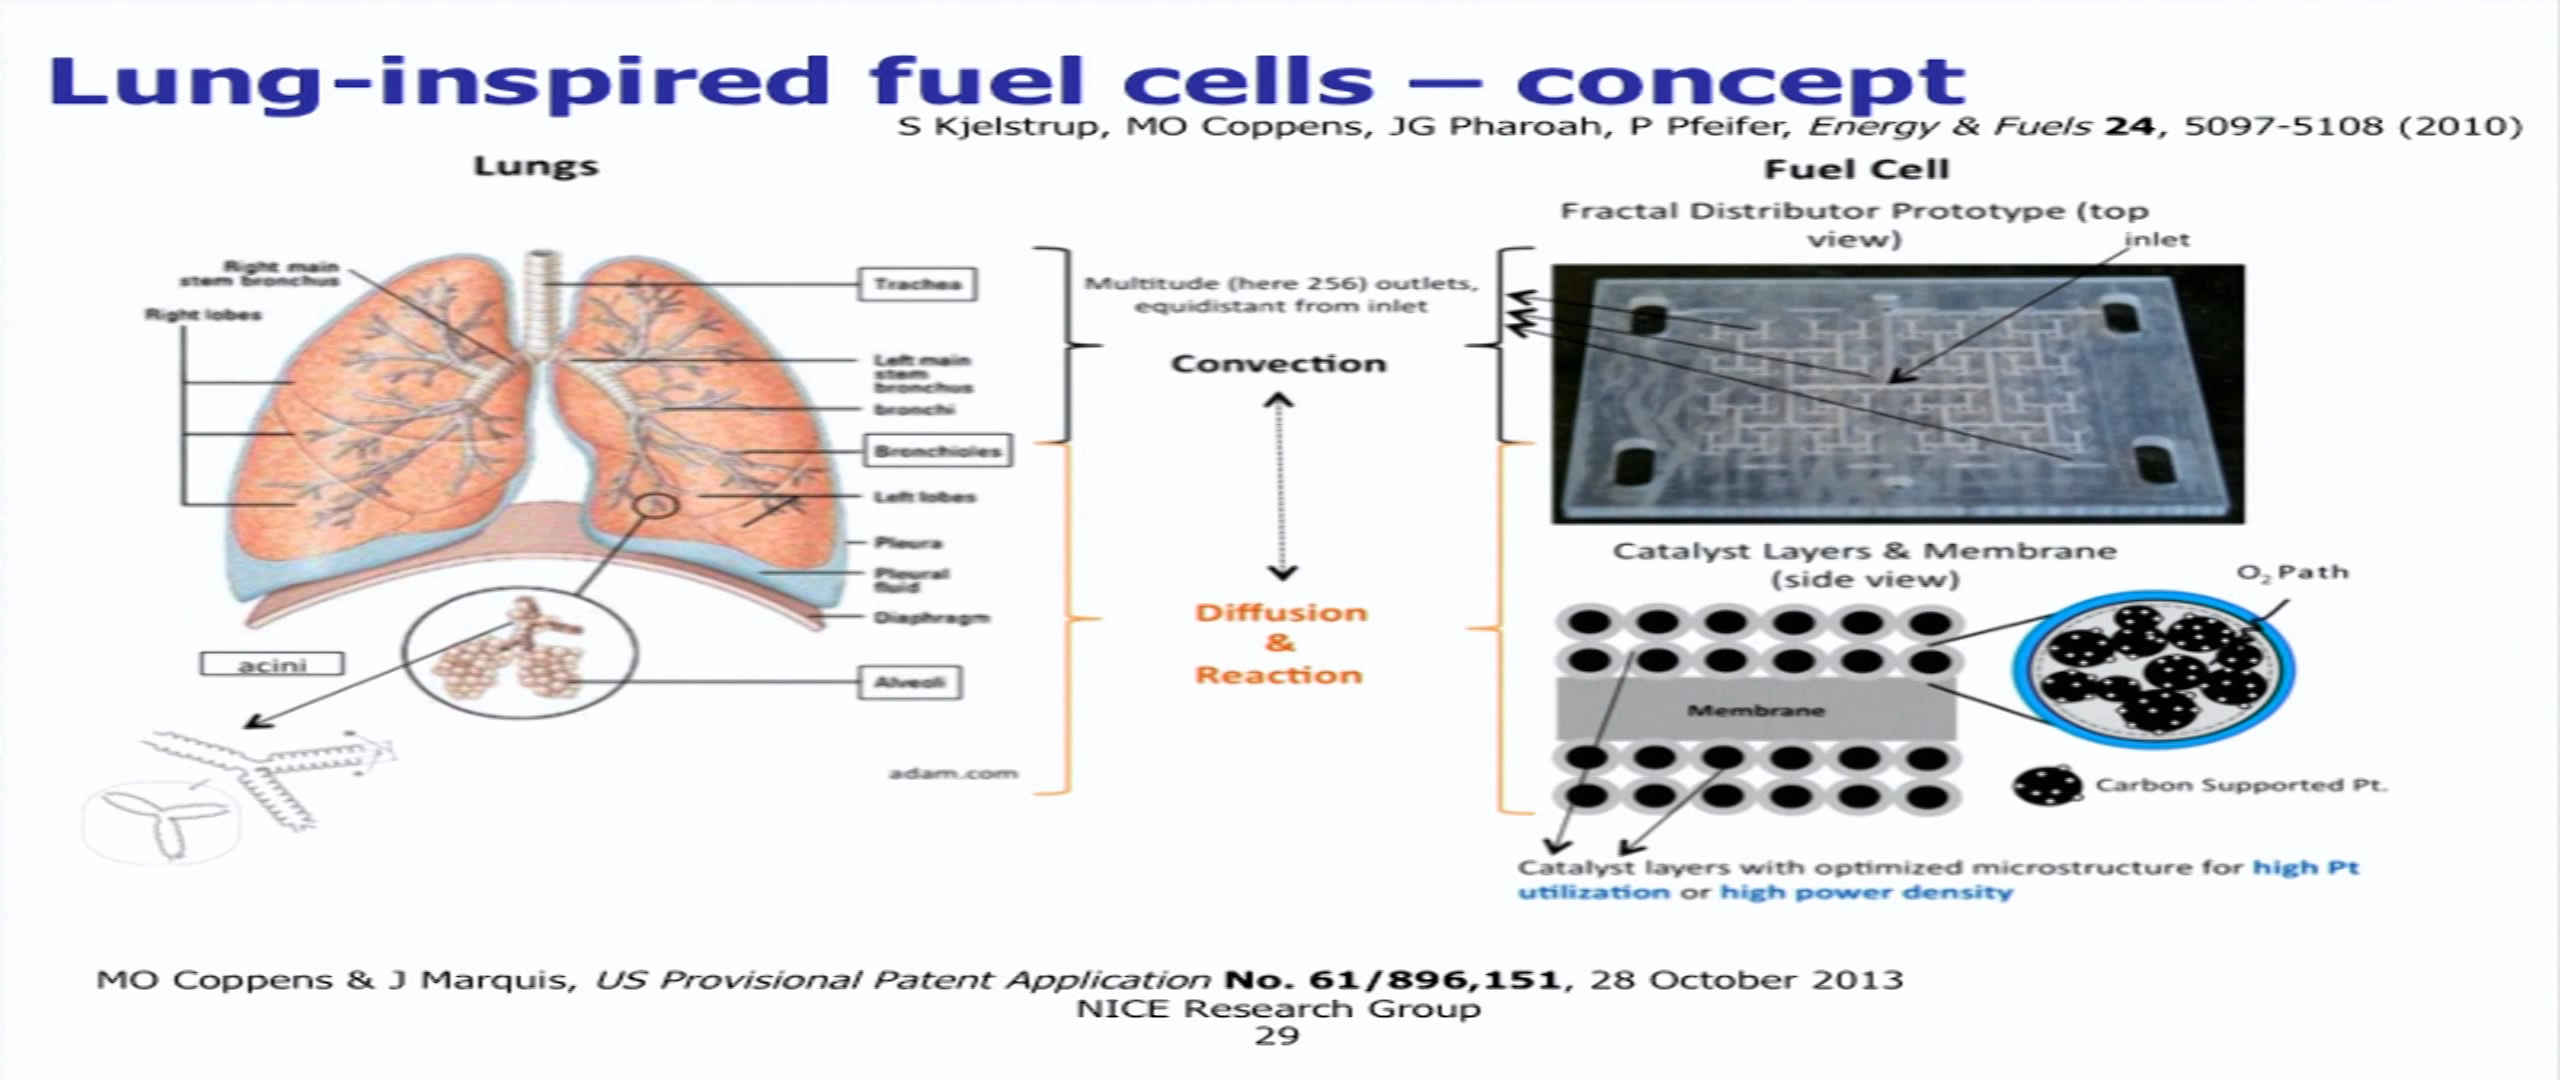 Lung-inspired fuel cells – concept
S Kjelstrup, MO Coppens, JG Pharoah, P Pfeifer, Energy & Fuels 24, 5097-5108 (2010)
Lungs
Right main
stem bronchus
Right lobes
Trachea
Left main
stem
bronchus
bronchi
Bronchioles
Left lobes
Pleura
Pleural
fluid
Diaphragm
acini
Alveoli
adam.com
Multitude (here 256) outlets,
equidistant from inlet
Convection
Diffusion
&
Reaction
Fuel Cell
Fractal Distributor Prototype (top
view)
inlet
Catalyst Layers & Membrane
(side view)
O₂ Path
Membrane
Carbon Supported Pt.
Catalyst layers with optimized microstructure for high Pt
utilization or high power density
MO Coppens & J Marquis, US Provisional Patent Application No. 61/896,151, 28 October 2013
NICE Research Group
29